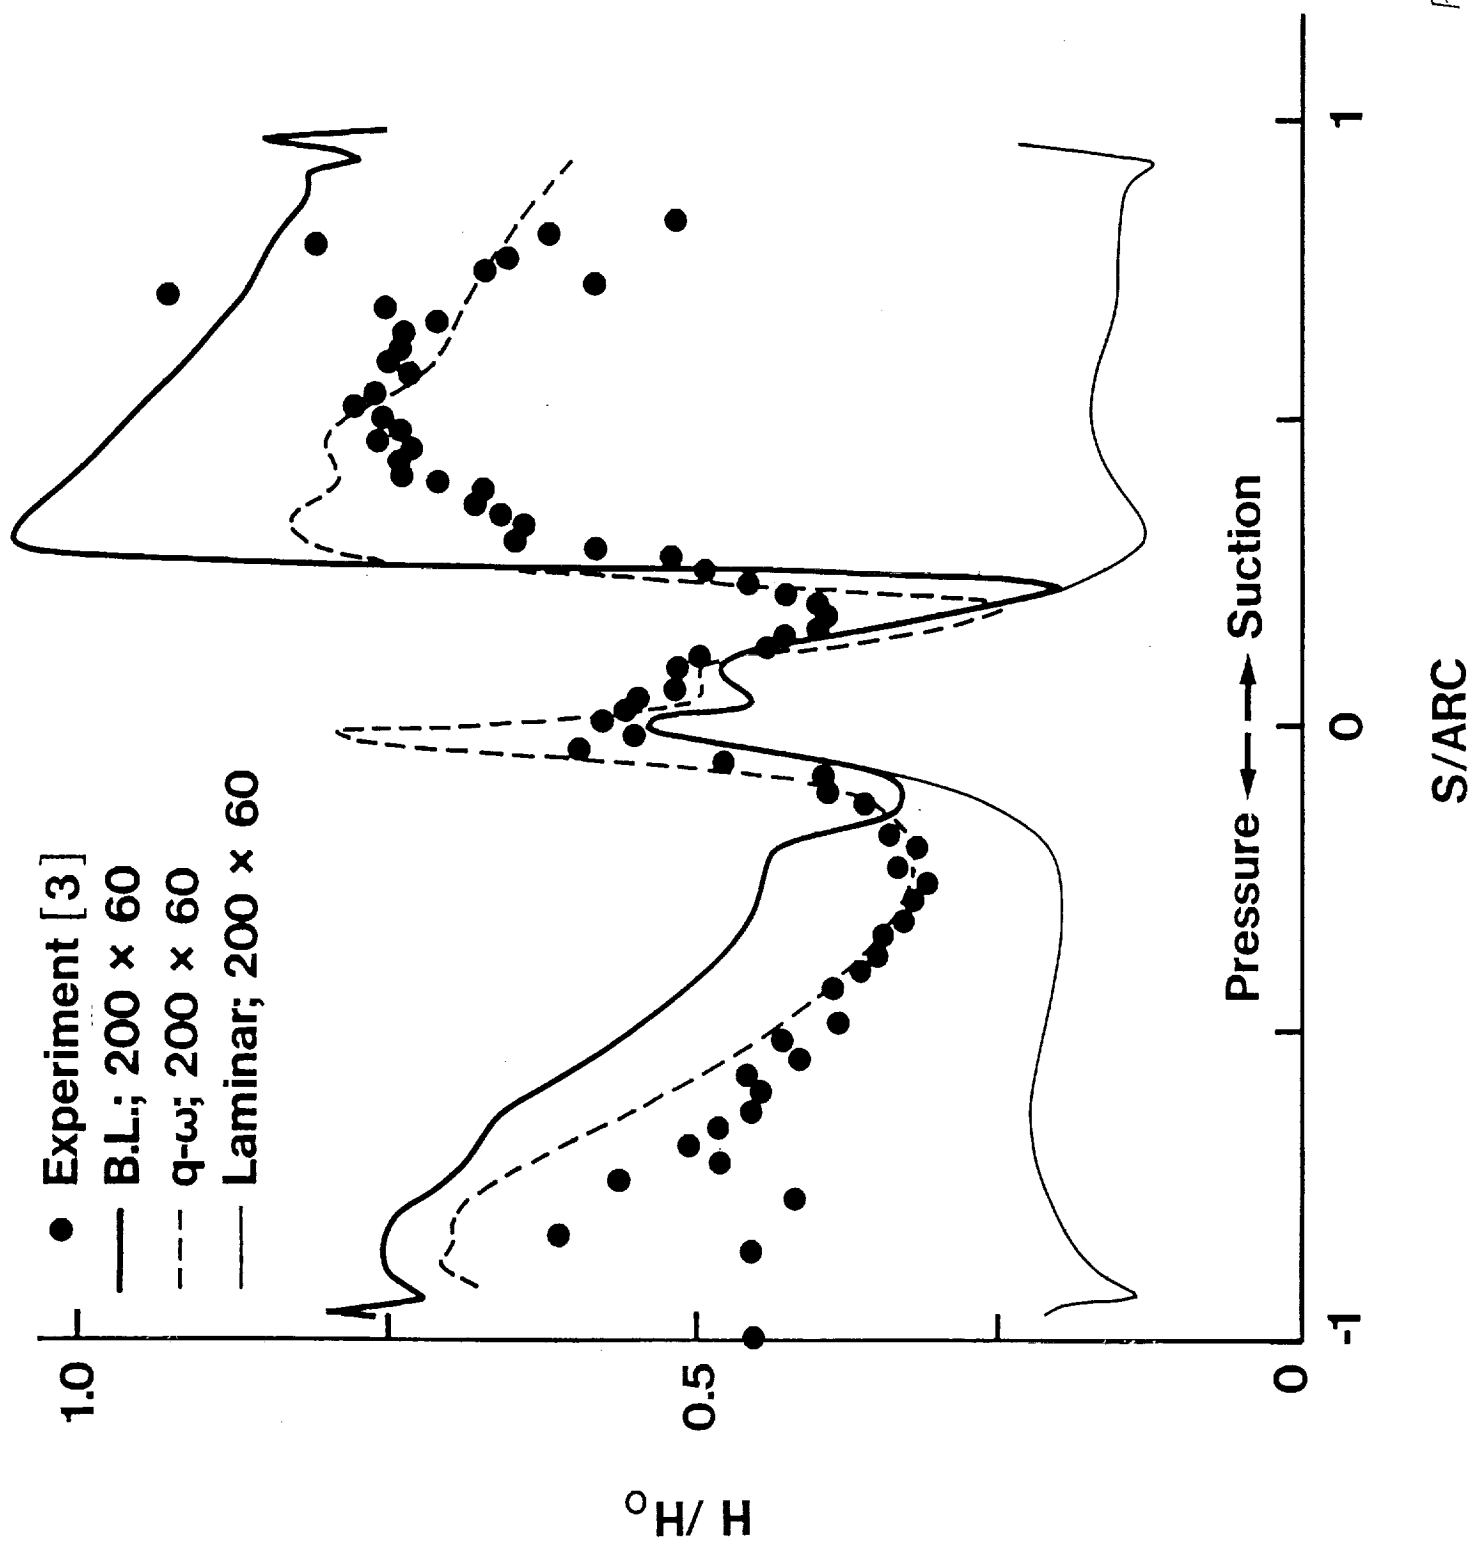 Experiment [3]
B.L.; 200 × 60
q-ω; 200 × 60
Laminar; 200 × 60
1.0
0.5
0
H/H₀
-1
0
1
Pressure ← → Suction
S/ARC